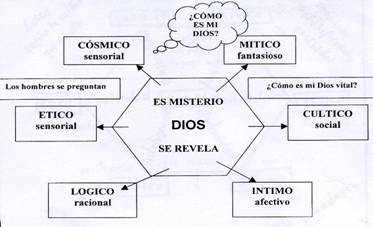 ¿CÓMO
ES MI
DIOS?
CÓSMICO
sensorial
MITICO
fantasioso
Los hombres se preguntan
¿Cómo es mi Dios vital?
ES MISTERIO
DIOS
SE REVELA
ETICO
sensorial
CULTICO
social
LOGICO
racional
INTIMO
afectivo